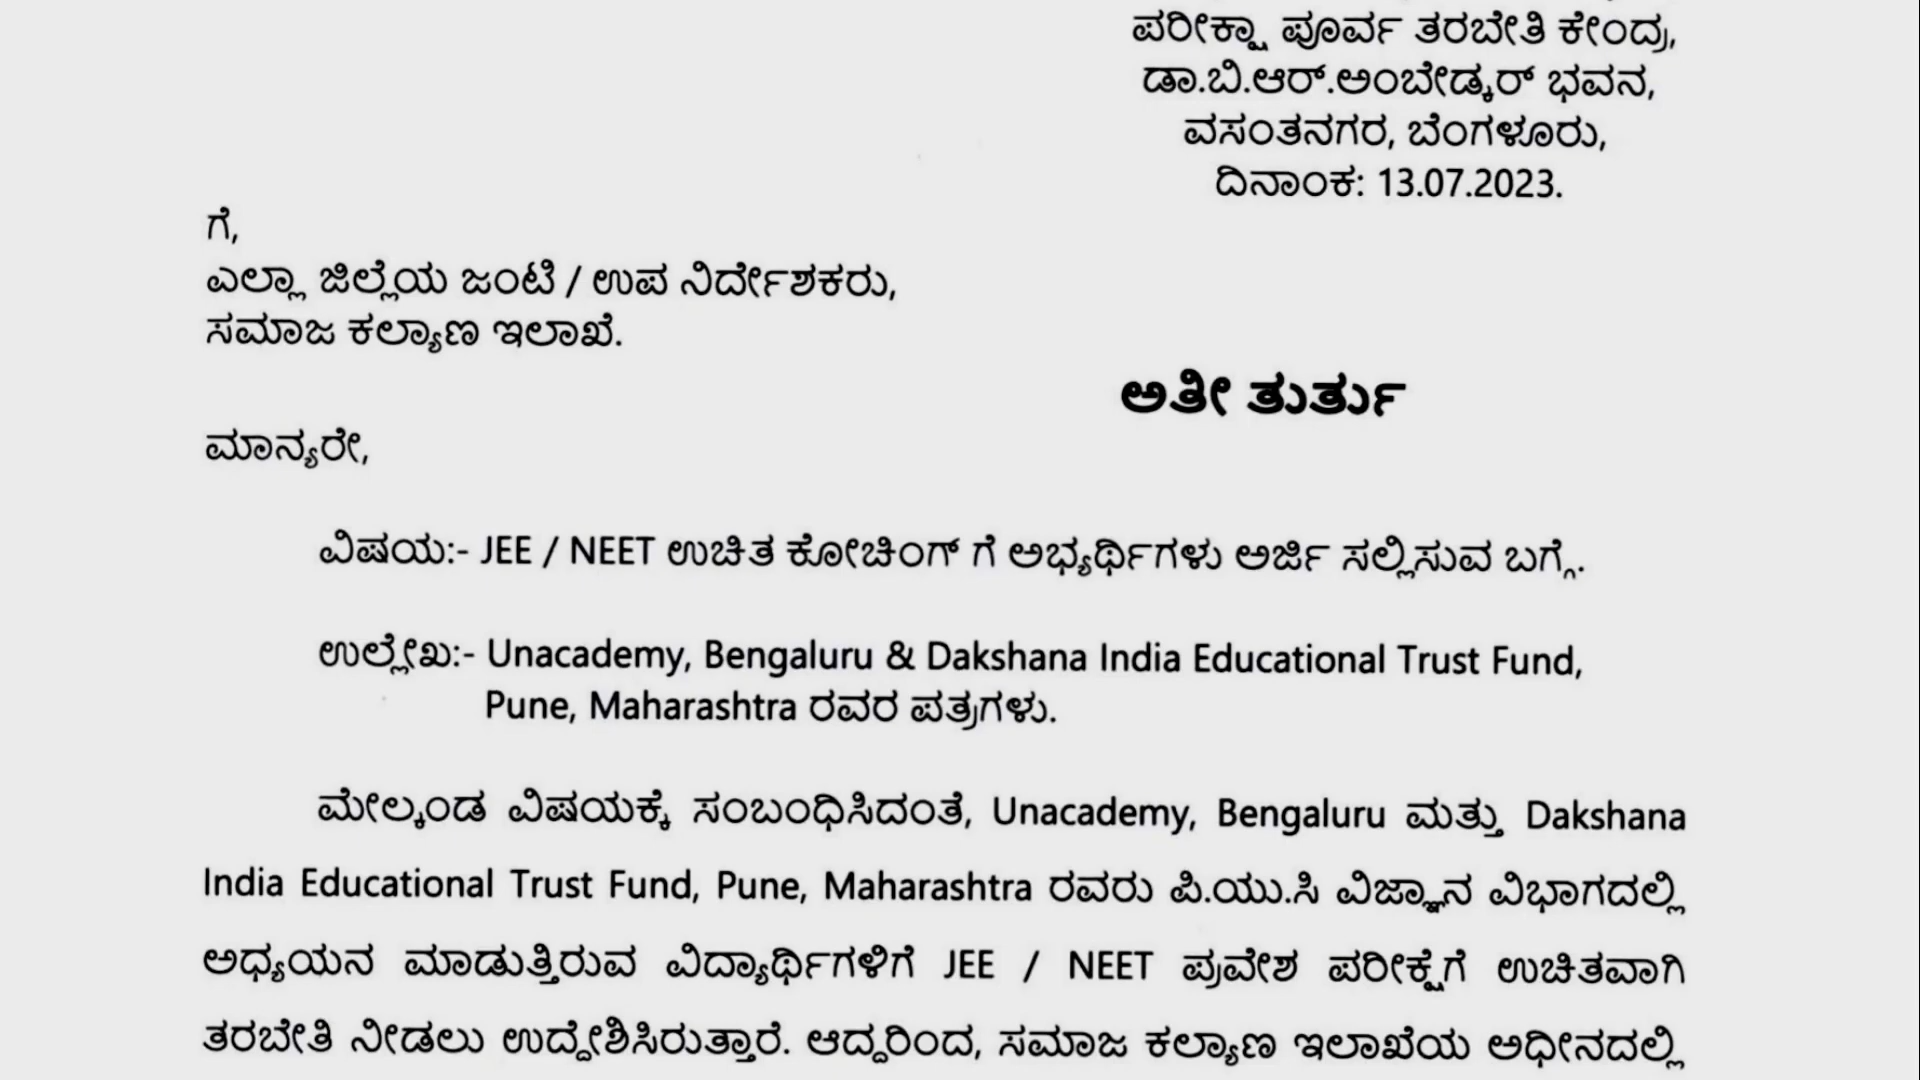 ಪರೀಕ್ಷಾ ಪೂರ್ವ ತರಬೇತಿ ಕೇಂದ್ರ,
ಡಾ.ಬಿ.ಆರ್.ಅಂಬೇಡ್ಕರ್ ಭವನ,
ವಸಂತನಗರ, ಬೆಂಗಳೂರು,
ದಿನಾಂಕ: 13.07.2023.
ಗೆ,
ಎಲ್ಲಾ ಜಿಲ್ಲೆಯ ಜಂಟಿ / ಉಪ ನಿರ್ದೇಶಕರು,
ಸಮಾಜ ಕಲ್ಯಾಣ ಇಲಾಖೆ.
ಅತೀ ತುರ್ತು
ಮಾನ್ಯರೇ,
ವಿಷಯ:- JEE / NEET ಉಚಿತ ಕೋಚಿಂಗ್ ಗೆ ಅಭ್ಯರ್ಥಿಗಳು ಅರ್ಜಿ ಸಲ್ಲಿಸುವ ಬಗ್ಗೆ.
ಉಲ್ಲೇಖ:- Unacademy, Bengaluru & Dakshana India Educational Trust Fund,
Pune, Maharashtra ರವರ ಪತ್ರಗಳು.
ಮೇಲ್ಕಂಡ ವಿಷಯಕ್ಕೆ ಸಂಬಂಧಿಸಿದಂತೆ, Unacademy, Bengaluru ಮತ್ತು Dakshana
India Educational Trust Fund, Pune, Maharashtra ರವರು ಪಿ.ಯು.ಸಿ ವಿಜ್ಞಾನ ವಿಭಾಗದಲ್ಲಿ
ಅಧ್ಯಯನ ಮಾಡುತ್ತಿರುವ ವಿದ್ಯಾರ್ಥಿಗಳಿಗೆ JEE / NEET ಪ್ರವೇಶ ಪರೀಕ್ಷೆಗೆ ಉಚಿತವಾಗಿ
ತರಬೇತಿ ನೀಡಲು ಉದ್ದೇಶಿಸಿರುತ್ತಾರೆ. ಆದ್ದರಿಂದ, ಸಮಾಜ ಕಲ್ಯಾಣ ಇಲಾಖೆಯ ಅಧೀನದಲ್ಲಿ